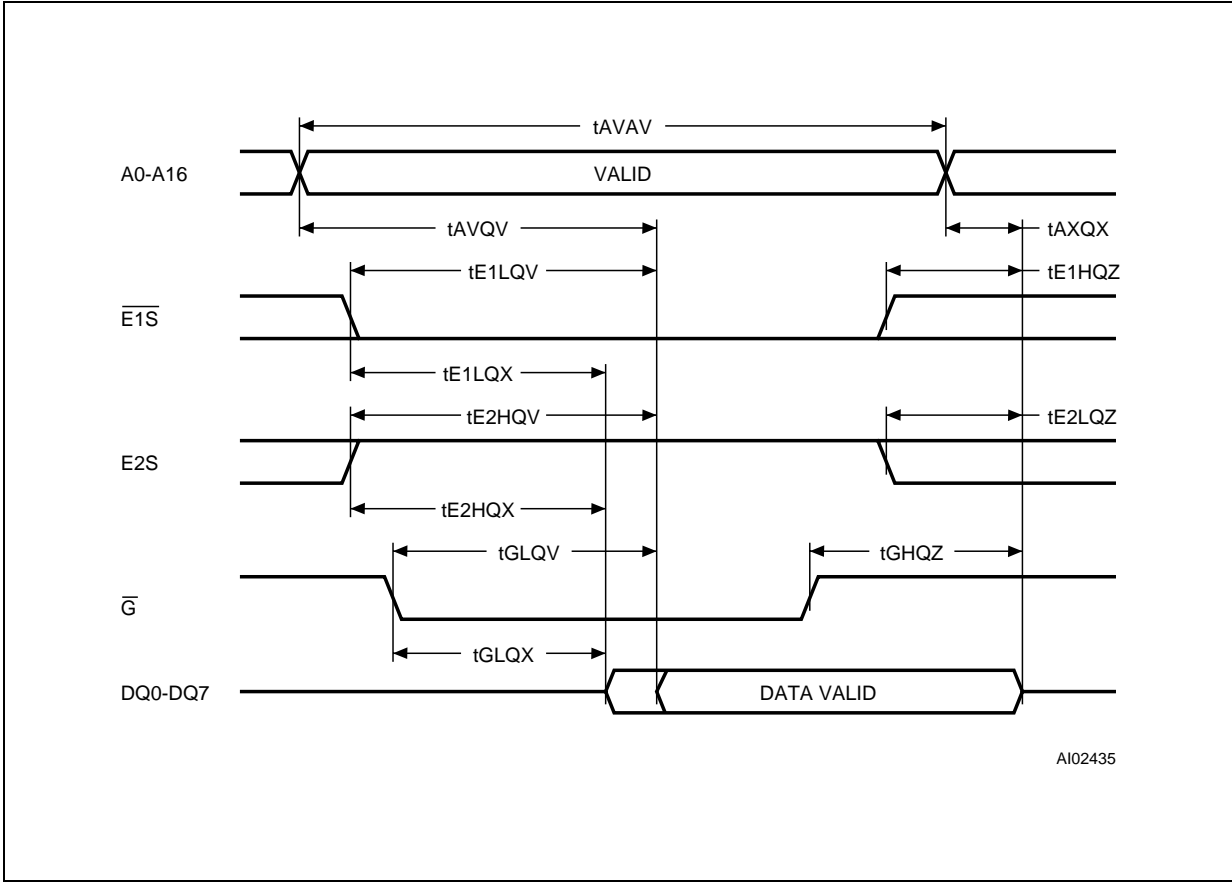 tAVAV
A0-A16 VALID
tAVQV tAXQX
tE1LQV tE1HQZ
E1S
tE1LQX
tE2HQV tE2LQZ
E2S
tE2HQX
tGLQV tGHQZ
G
tGLQX
DQ0-DQ7 DATA VALID
AI02435